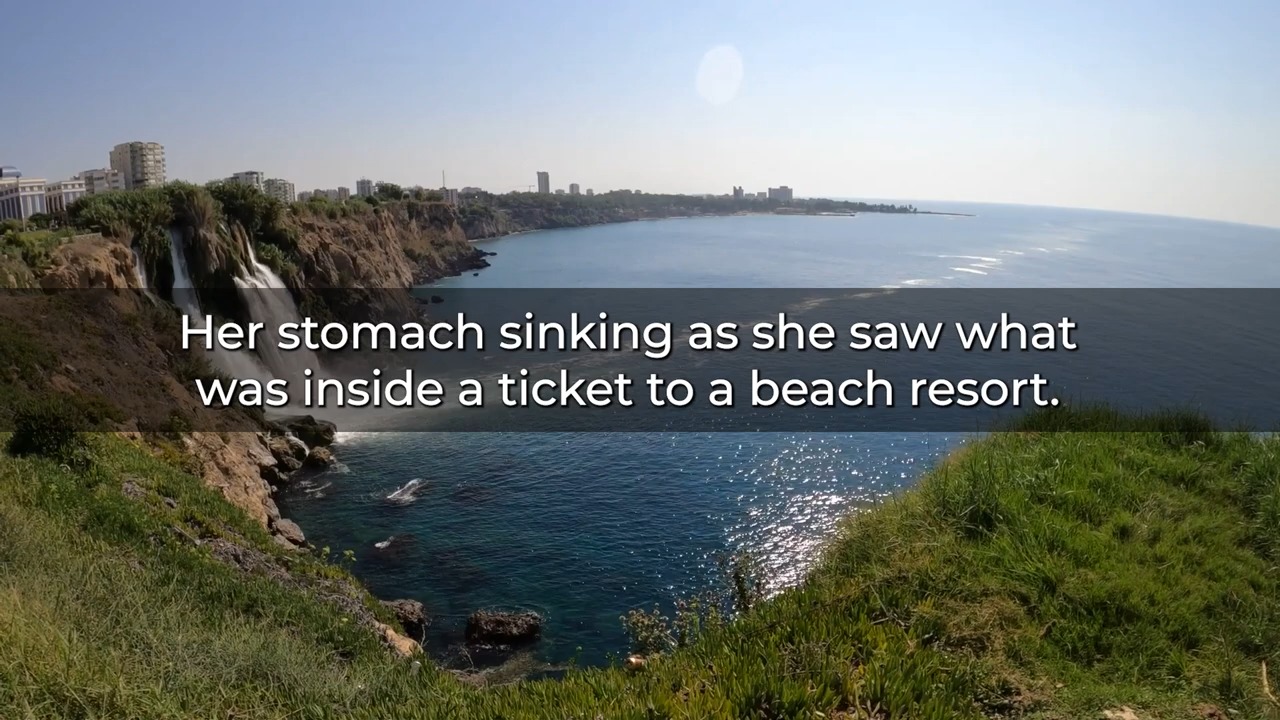 Her stomach sinking as she saw what
was inside a ticket to a beach resort.